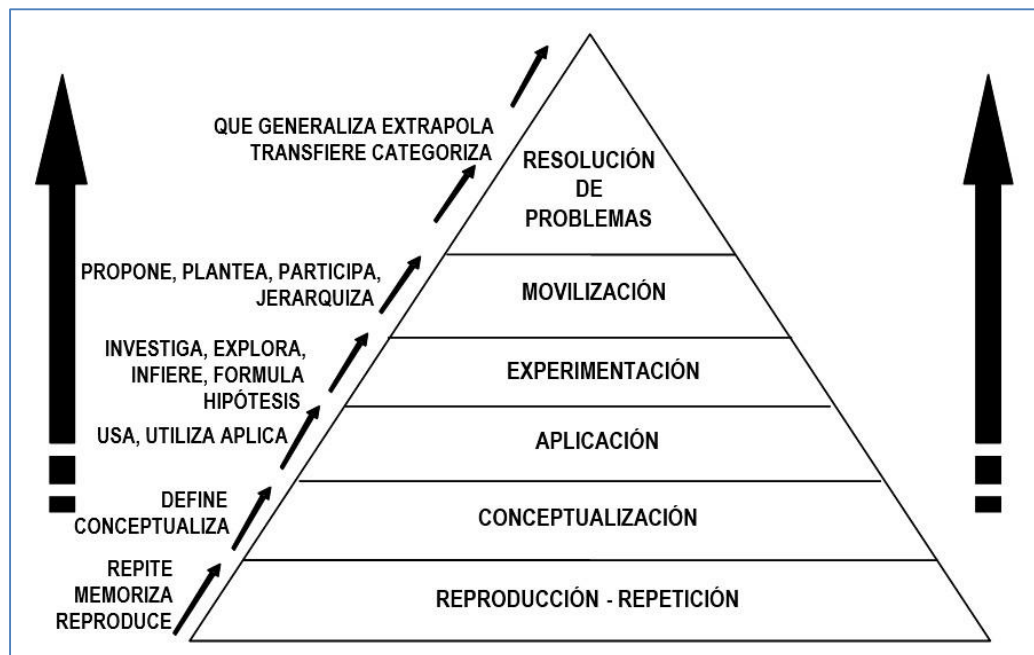 QUE GENERALIZA EXTRAPOLA
TRANSFIERE CATEGORIZA
RESOLUCIÓN
DE
PROBLEMAS
PROPONE, PLANTEA, PARTICIPA,
JERARQUIZA
MOVILIZACIÓN
INVESTIGA, EXPLORA,
INFIERE, FORMULA
HIPÓTESIS
EXPERIMENTACIÓN
USA, UTILIZA APLICA
APLICACIÓN
DEFINE
CONCEPTUALIZA
CONCEPTUALIZACIÓN
REPITE
MEMORIZA
REPRODUCE
REPRODUCCIÓN - REPETICIÓN